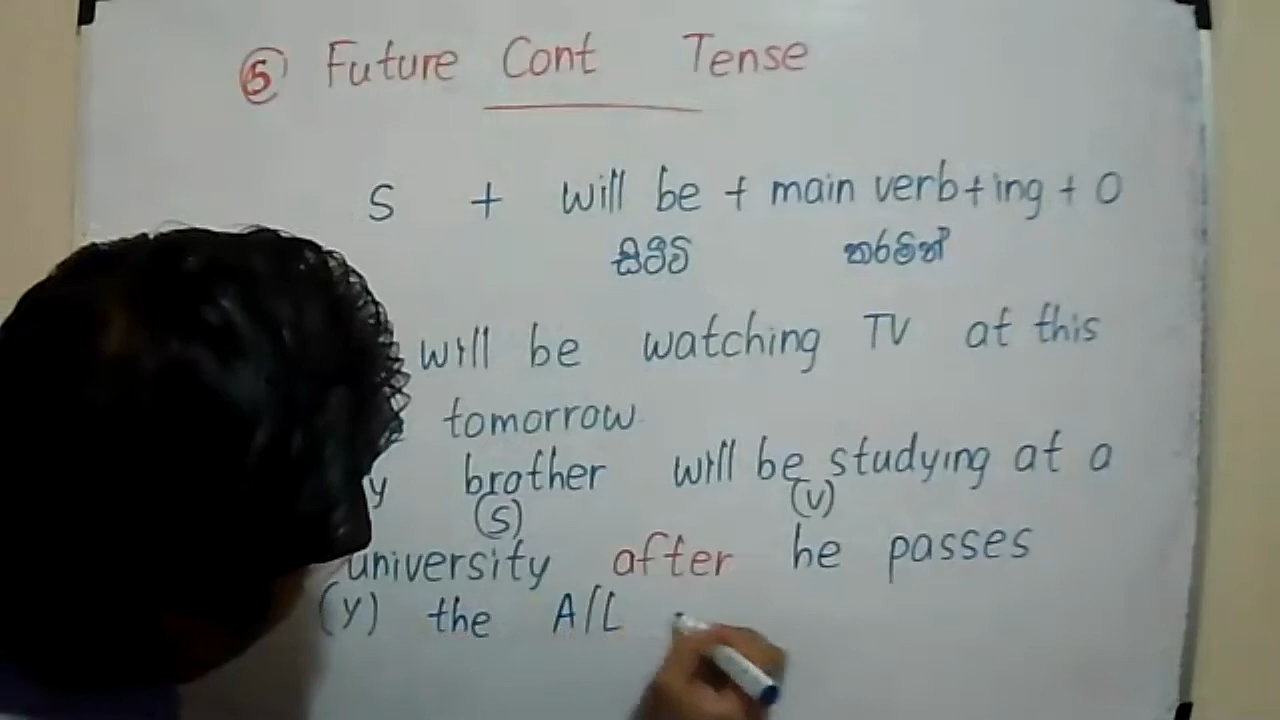 ⑤ Future Cont Tense
S + will be + main verb+ing + O
සිටිවි කරමින්
will be watching TV at this
tomorrow
y brother will be studying at a
(S) (V)
university after he passes
(y) the A/L